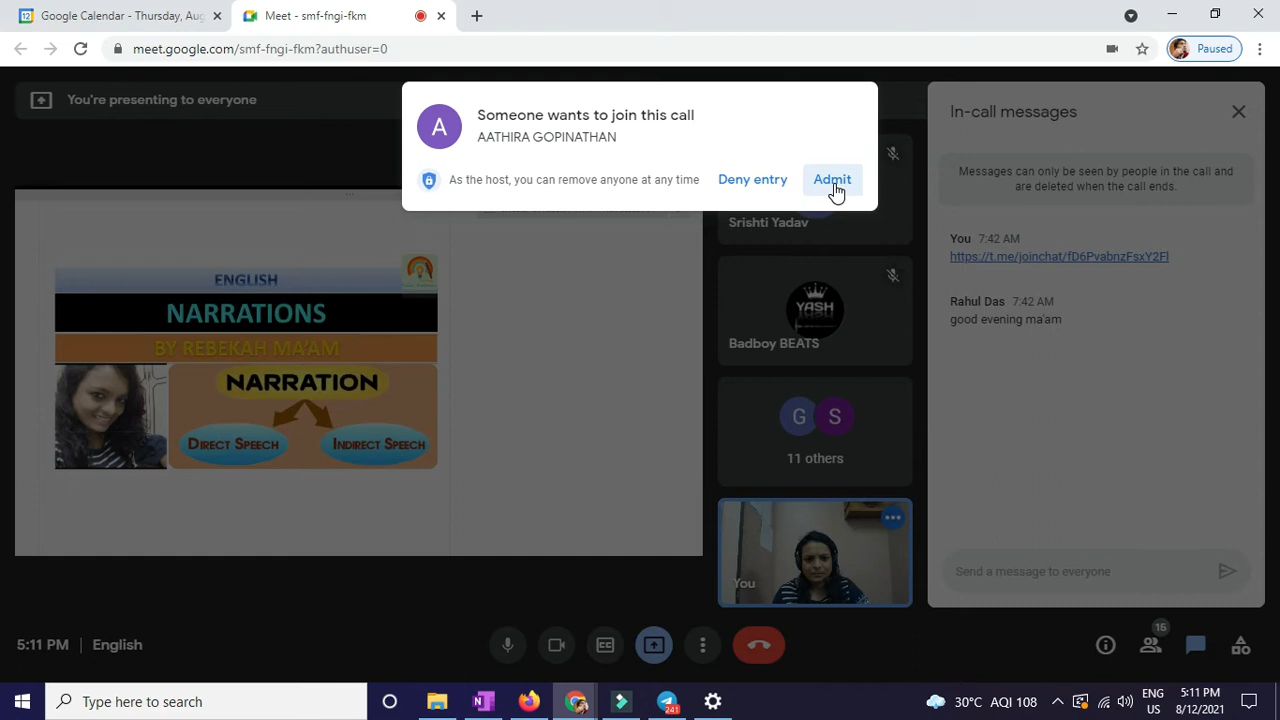 Google Calendar - Thursday, Aug
Meet - smf-fngi-fkm
meet.google.com/smf-fngi-fkm?authuser=0
Paused
You're presenting to everyone
Someone wants to join this call
A
AATHIRA GOPINATHAN
As the host, you can remove anyone at any time
Deny entry
Admit
In-call messages
Messages can only be seen by people in the call and
are deleted when the call ends.
You 7:42 AM
https://t.me/joinchat/fD6PvabnzFsxY2Fl
Rahul Das 7:42 AM
good evening ma'am
Send a message to everyone
ENGLISH
NARRATIONS
BY REBEKAH MA'AM
NARRATION
DIRECT SPEECH
INDIRECT SPEECH
Srishti Yadav
YASH
Badboy BEATS
G S
11 others
You
5:11 PM | English
CC
15
Type here to search
241
30°C AQI 108
ENG
US
5:11 PM
8/12/2021